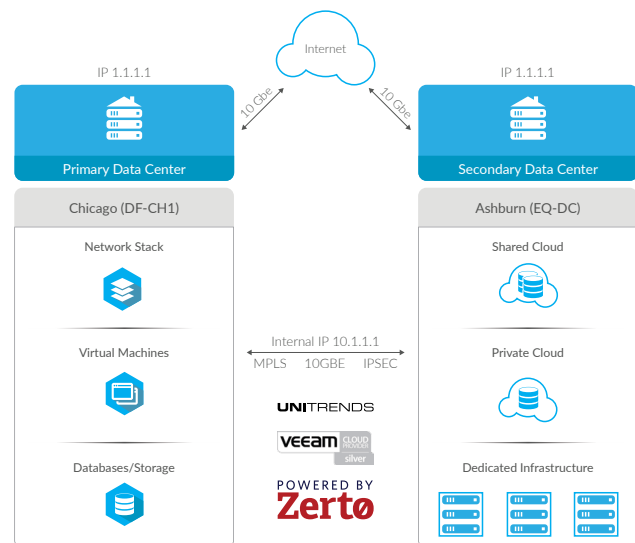 Internet
IP 1.1.1.1
IP 1.1.1.1
10 Gbe
10 Gbe
Primary Data Center
Secondary Data Center
Chicago (DF-CH1)
Ashburn (EQ-DC)
Network Stack
Shared Cloud
Internal IP 10.1.1.1
MPLS 10GBE IPSEC
Virtual Machines
Private Cloud
UNITRENDS
veeam CLOUD PROVIDER
silver
Databases/Storage
Dedicated Infrastructure
POWERED BY
Zerto